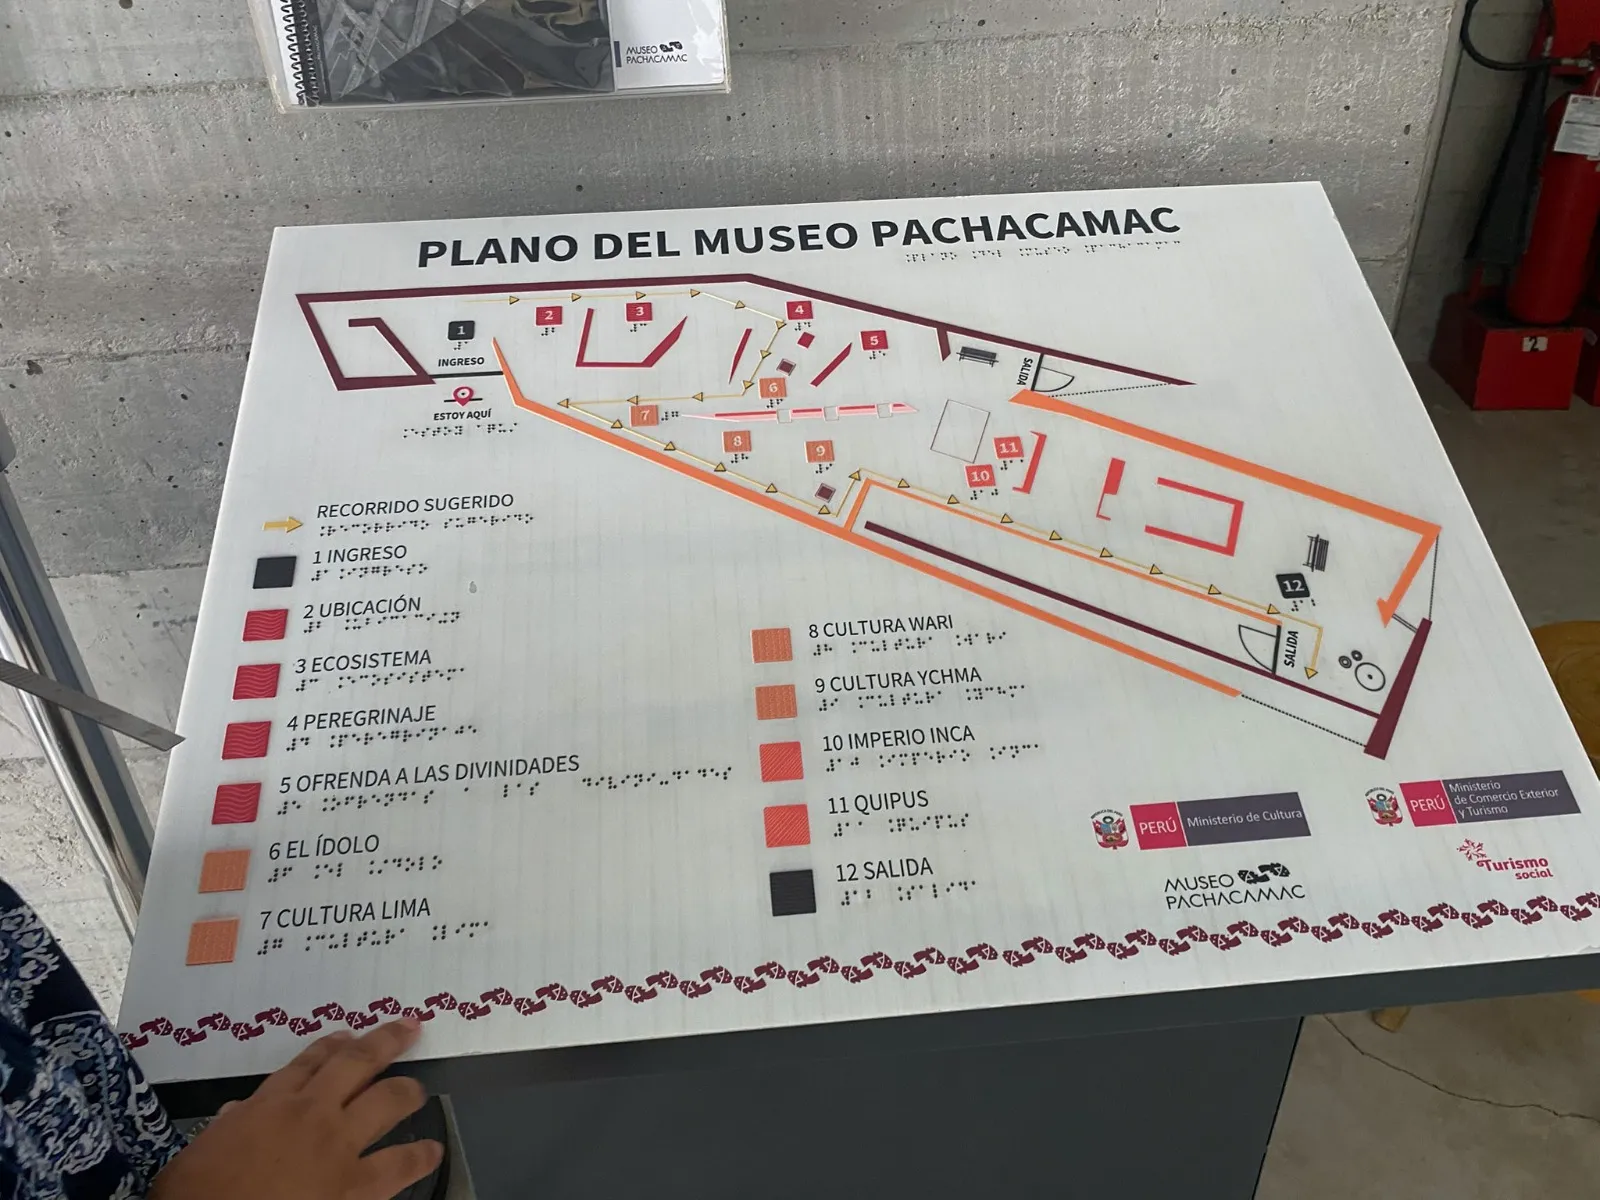 MUSEO
PACHACAMAC
PLANO DEL MUSEO PACHACAMAC
1
INGRESO
ESTOY AQUÍ
2
3
4
5
6
7
8
9
10
11
12
SALIDA
SALIDA
RECORRIDO SUGERIDO
1 INGRESO
2 UBICACIÓN
3 ECOSISTEMA
4 PEREGRINAJE
5 OFRENDA A LAS DIVINIDADES
6 EL ÍDOLO
7 CULTURA LIMA
8 CULTURA WARI
9 CULTURA YCHMA
10 IMPERIO INCA
11 QUIPUS
12 SALIDA
PERÚ Ministerio de Cultura
PERÚ Ministerio
de Comercio Exterior
y Turismo
MUSEO
PACHACAMAC
Turismo
social
2